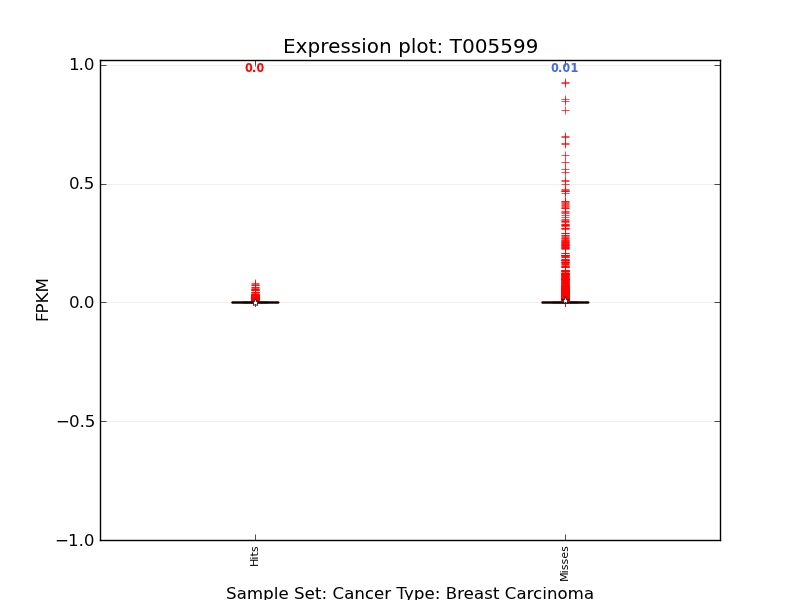 Expression plot: T005599
1.0
0.5
0.0
−0.5
−1.0
FPKM
0.0
0.01
Hits
Misses
Sample Set: Cancer Type: Breast Carcinoma